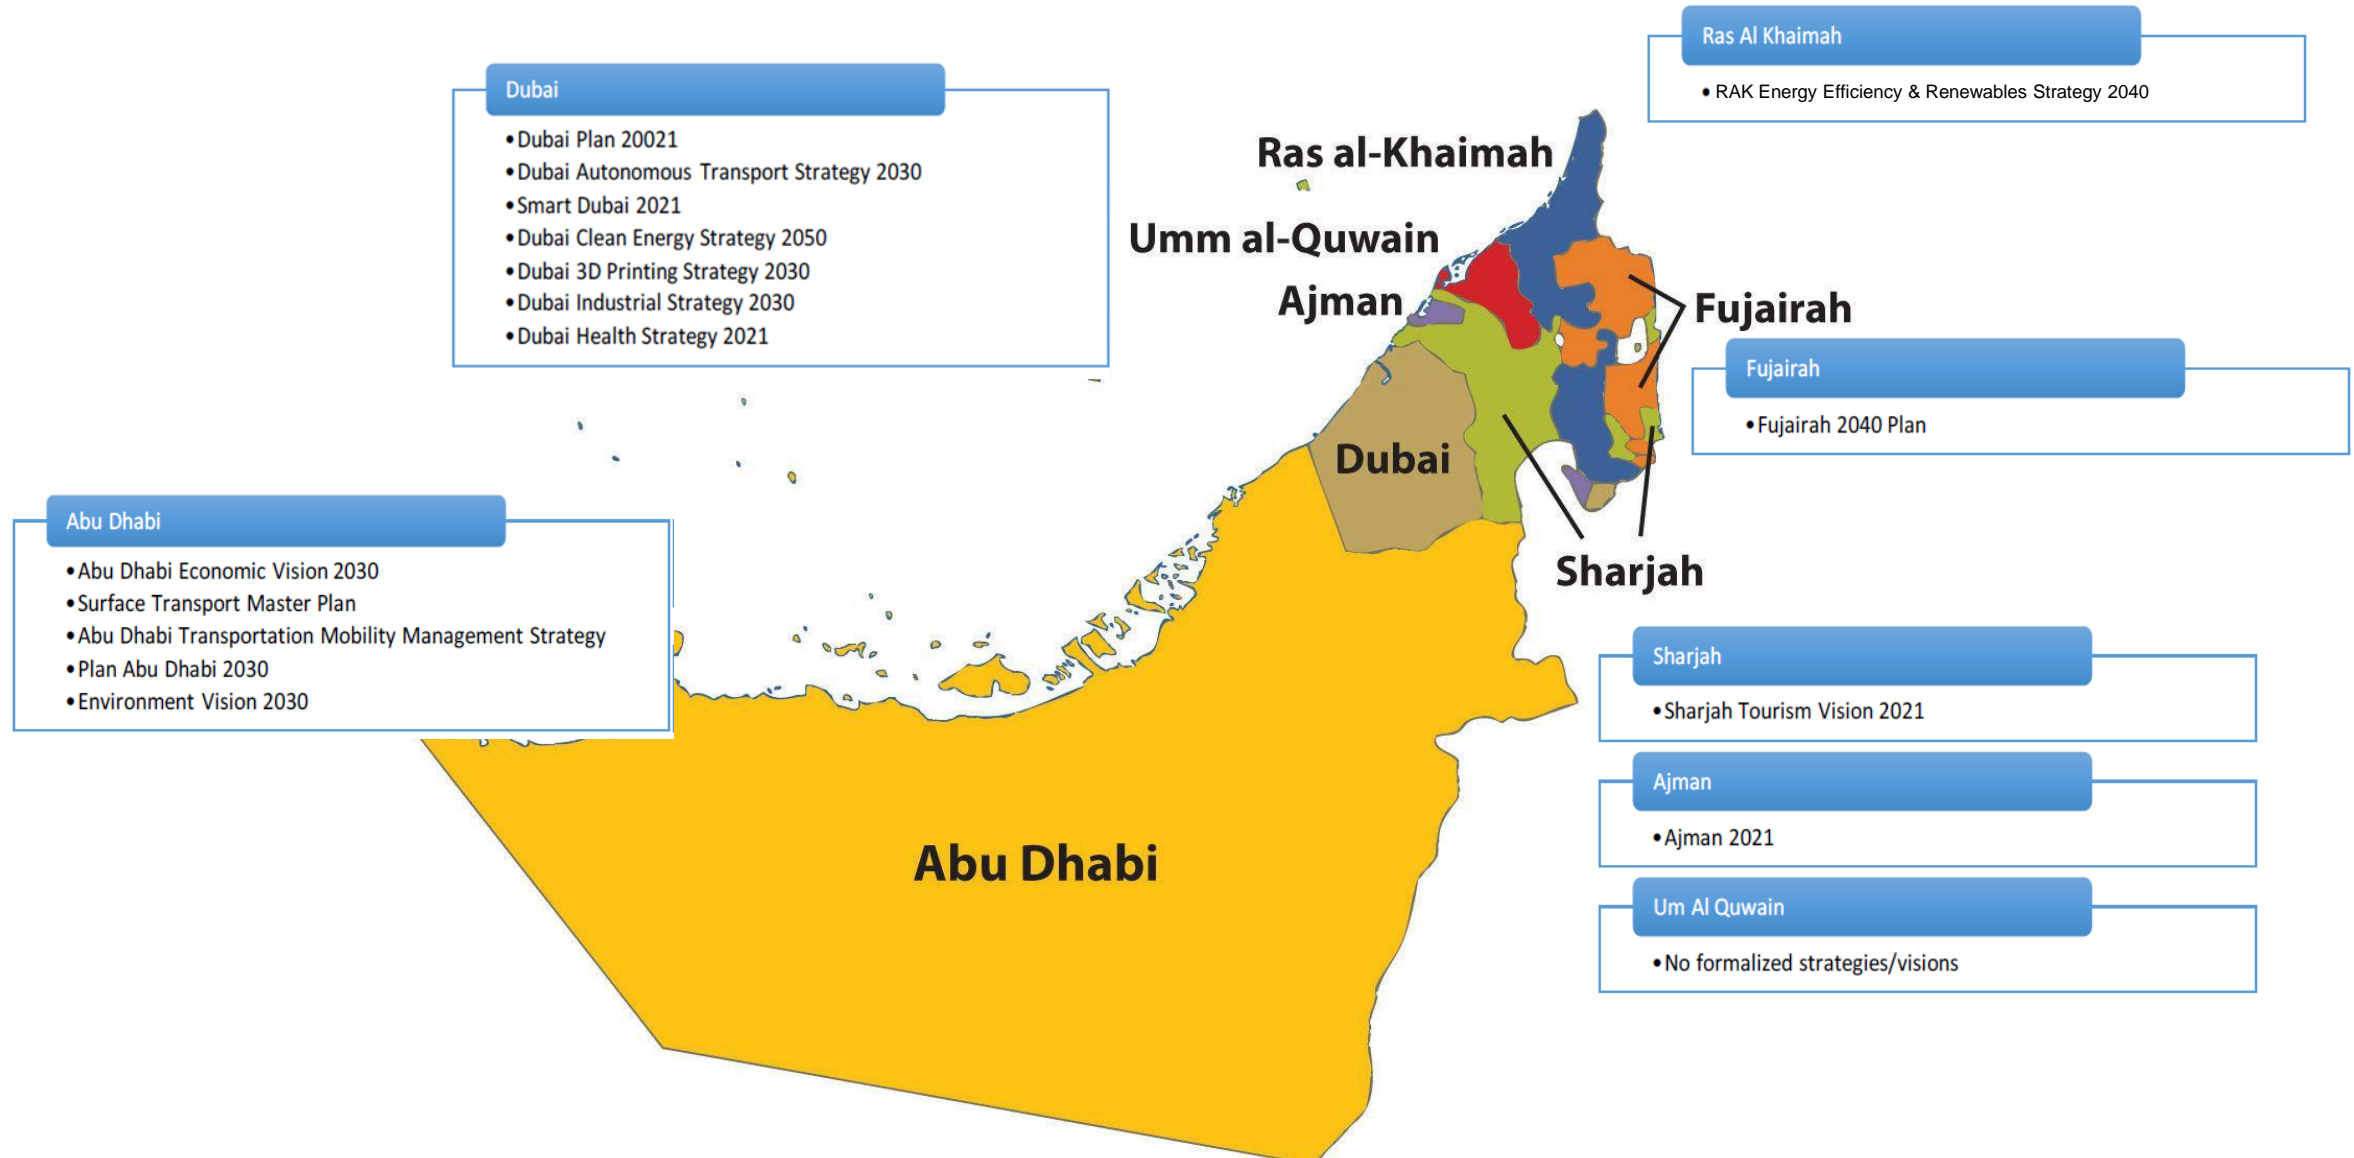 Ras Al Khaimah
• RAK Energy Efficiency & Renewables Strategy 2040
Dubai
•Dubai Plan 20021
•Dubai Autonomous Transport Strategy 2030
•Smart Dubai 2021
•Dubai Clean Energy Strategy 2050
•Dubai 3D Printing Strategy 2030
•Dubai Industrial Strategy 2030
•Dubai Health Strategy 2021
Ras al-Khaimah
Umm al-Quwain
Ajman
Fujairah
Fujairah
•Fujairah 2040 Plan
Dubai
Abu Dhabi
•Abu Dhabi Economic Vision 2030
•Surface Transport Master Plan
•Abu Dhabi Transportation Mobility Management Strategy
•Plan Abu Dhabi 2030
•Environment Vision 2030
Sharjah
Sharjah
•Sharjah Tourism Vision 2021
Ajman
•Ajman 2021
Abu Dhabi
Um Al Quwain
•No formalized strategies/visions